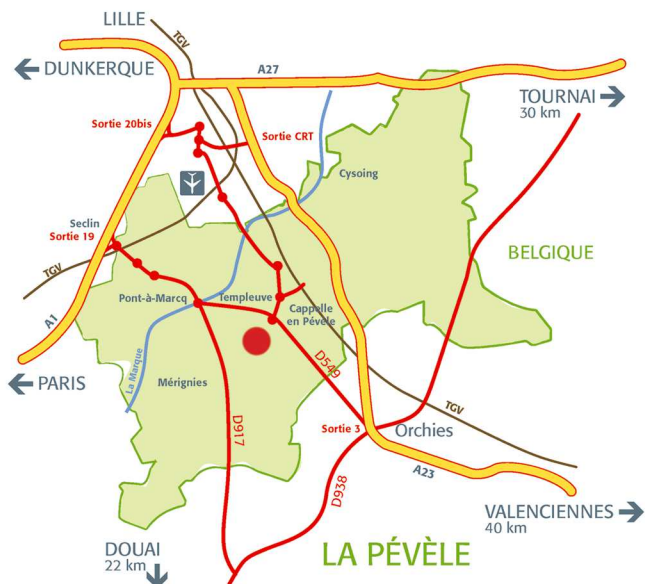 LILLE
TGV
DUNKERQUE
A27
TOURNAI
30 km
Sortie 20bis
Sortie CRT
Cysoing
Seclin
Sortie 19
BELGIQUE
TGV
Pont-à-Marcq
Templeuve
Cappelle
en Pévèle
A1
La Marque
D549
PARIS
Mérignies
TGV
D917
Sortie 3
Orchies
A23
D938
VALENCIENNES
40 km
DOUAI
22 km
LA PÉVÈLE